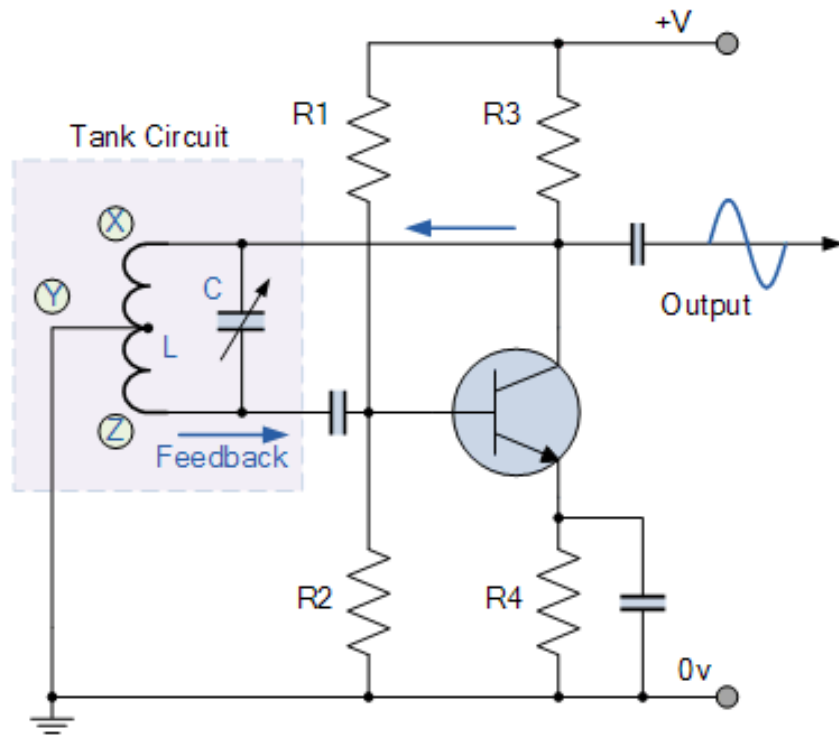 +V
R1
R3
Tank Circuit
X
Y
C
L
Output
Z
Feedback
R2
R4
0v